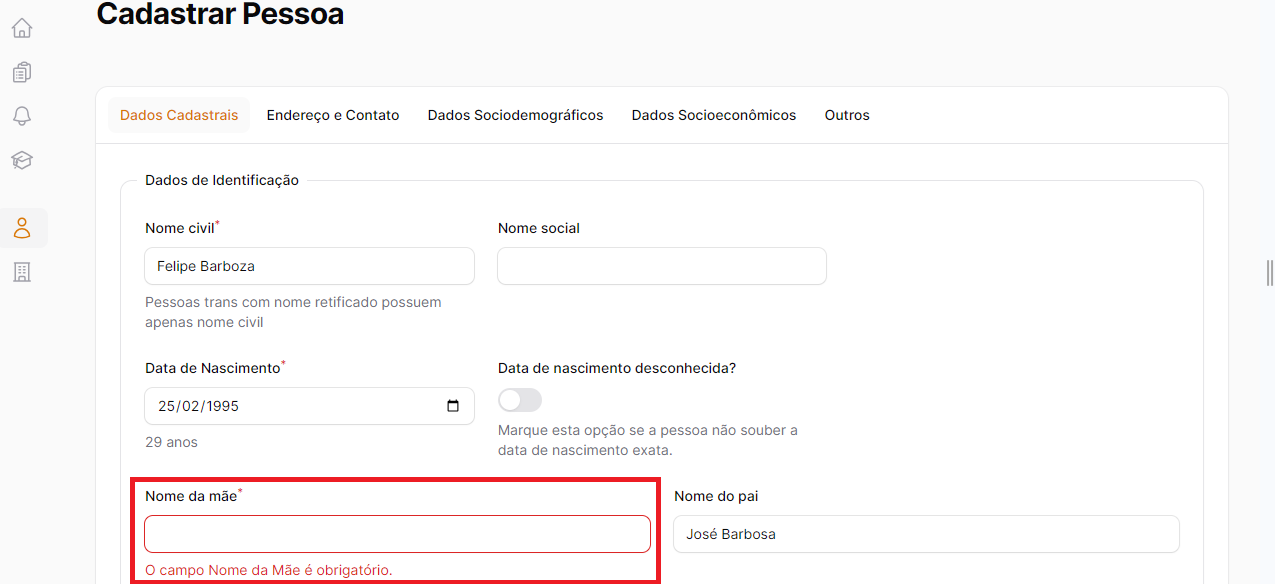 Cadastrar Pessoa
Dados Cadastrais Endereço e Contato Dados Sociodemográficos Dados Socioeconômicos Outros
Dados de Identificação
Nome civil* Nome social
Felipe Barboza
Pessoas trans com nome retificado possuem
apenas nome civil
Data de Nascimento* Data de nascimento desconhecida?
25/02/1995
29 anos
Marque esta opção se a pessoa não souber a
data de nascimento exata.
Nome da mãe* Nome do pai
José Barbosa
O campo Nome da Mãe é obrigatório.